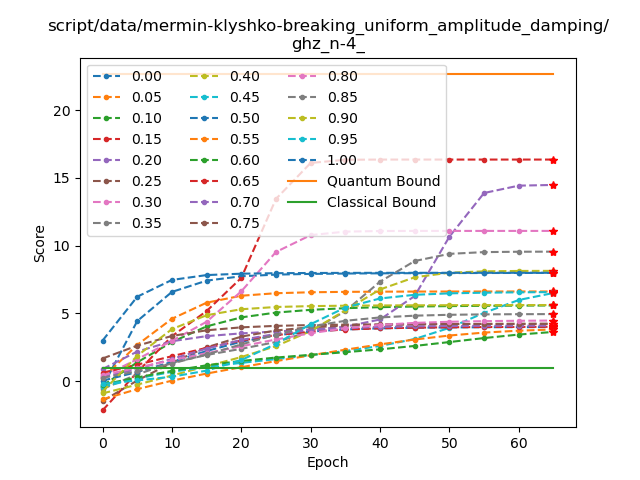 script/data/mermin-klyshko-breaking_uniform_amplitude_damping/
ghz_n-4_
0.00 0.40 0.80
0.05 0.45 0.85
0.10 0.50 0.90
0.15 0.55 0.95
0.20 0.60 1.00
0.25 0.65 Quantum Bound
0.30 0.70 Classical Bound
0.35 0.75
Score
20
15
10
5
0
0 10 20 30 40 50 60
Epoch